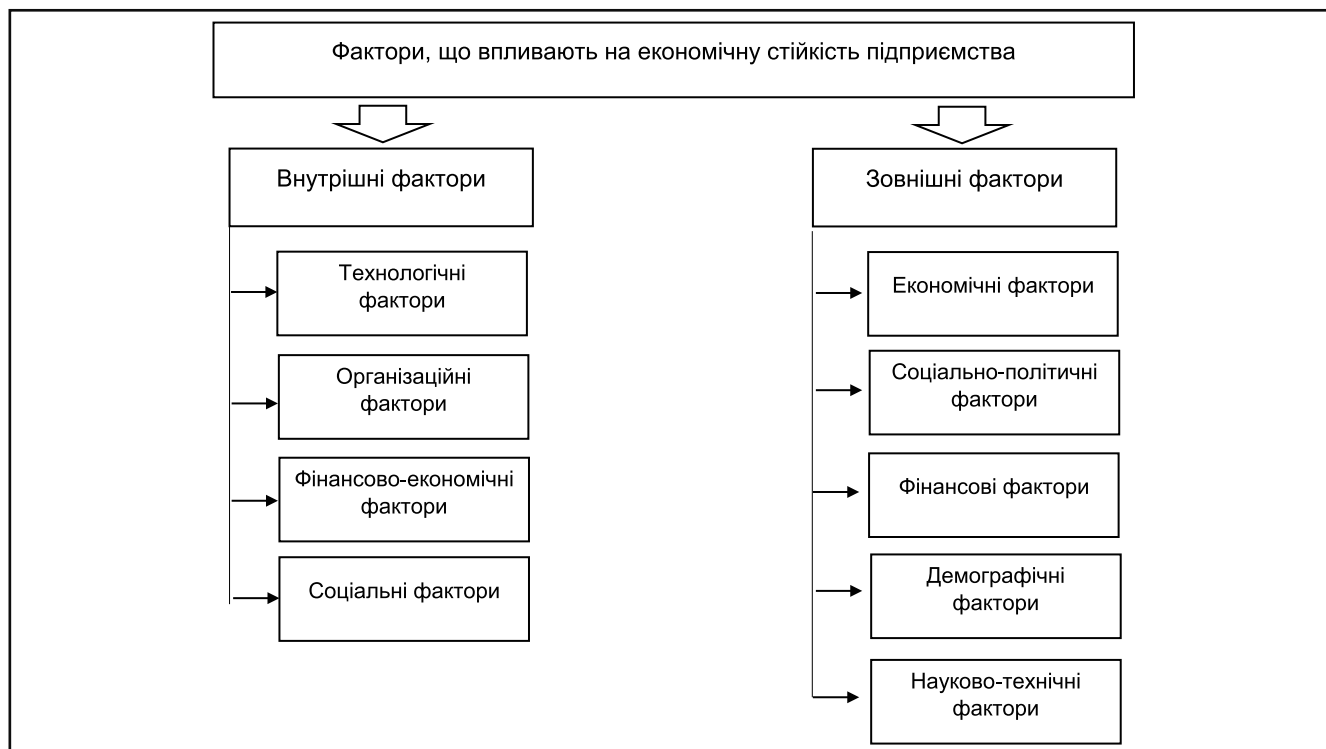 Фактори, що впливають на економічну стійкість підприємства
Внутрішні фактори
Технологічні
фактори
Організаційні
фактори
Фінансово-економічні
фактори
Соціальні фактори
Зовнішні фактори
Економічні фактори
Соціально-політичні
фактори
Фінансові фактори
Демографічні
фактори
Науково-технічні
фактори